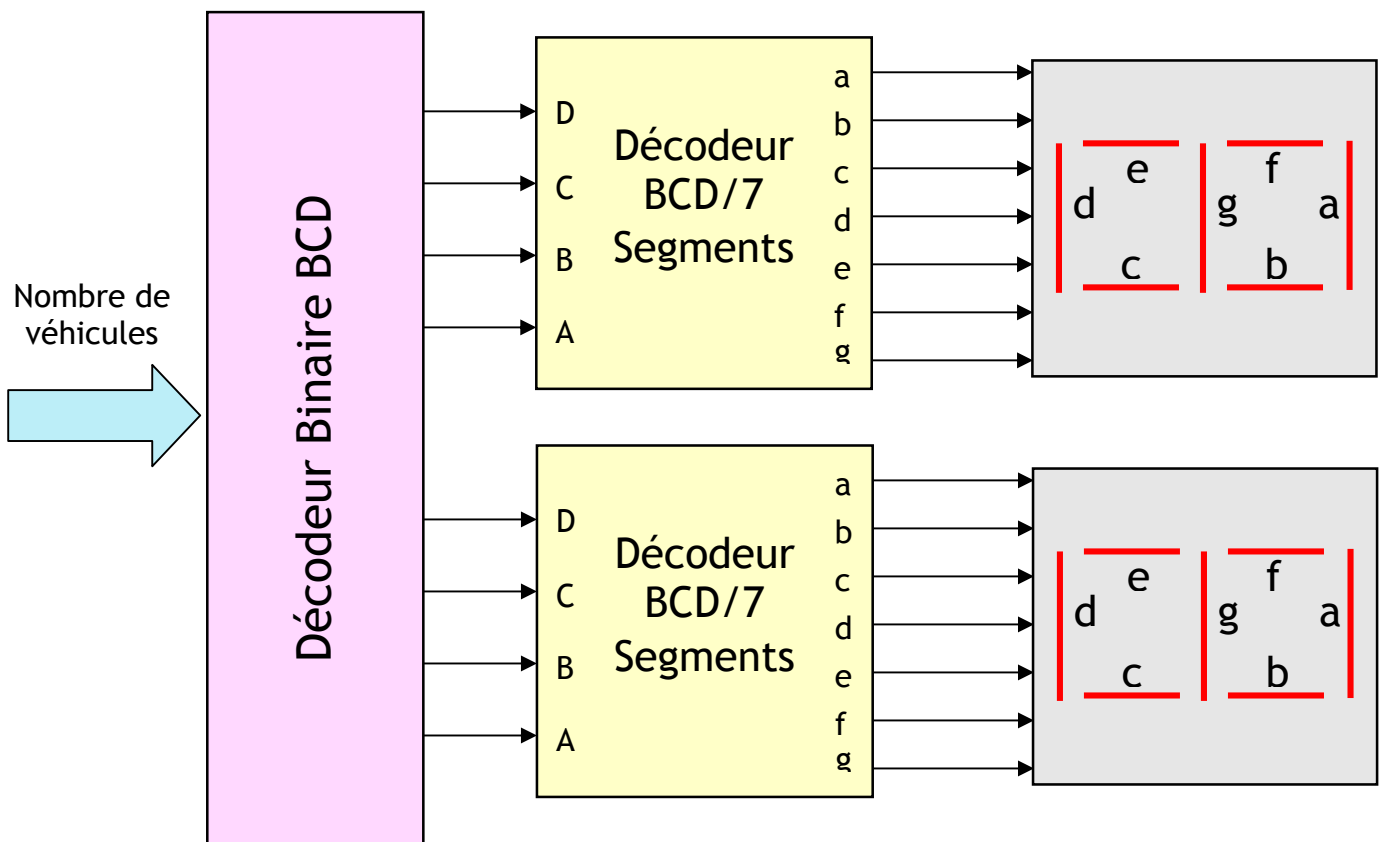 Nombre de
véhicules
Décodeur Binaire BCD
D
C
B
A
Décodeur
BCD/7
Segments
a
b
c
d
e
f
g
e
f
d
g
a
c
b
D
C
B
A
Décodeur
BCD/7
Segments
a
b
c
d
e
f
g
e
f
d
g
a
c
b